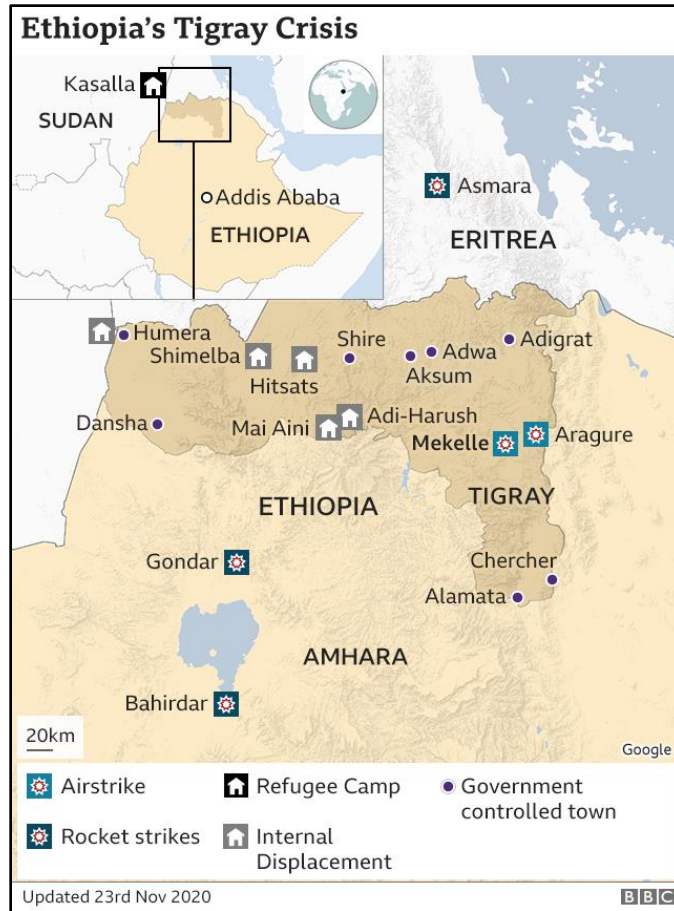 Ethiopia's Tigray Crisis
Kasalla
SUDAN
Addis Ababa
ETHIOPIA
Asmara
ERITREA
Humera
Shimelba
Hitsats
Shire
Aksum
Adwa
Adigrat
Dansha
Mai Aini
Adi-Harush
Mekelle
Aragure
ETHIOPIA
TIGRAY
Gondar
Chercher
Alamata
AMHARA
Bahirdar
20km
Google
Airstrike
Refugee Camp
Government
controlled town
Rocket strikes
Internal
Displacement
Updated 23rd Nov 2020
BBC